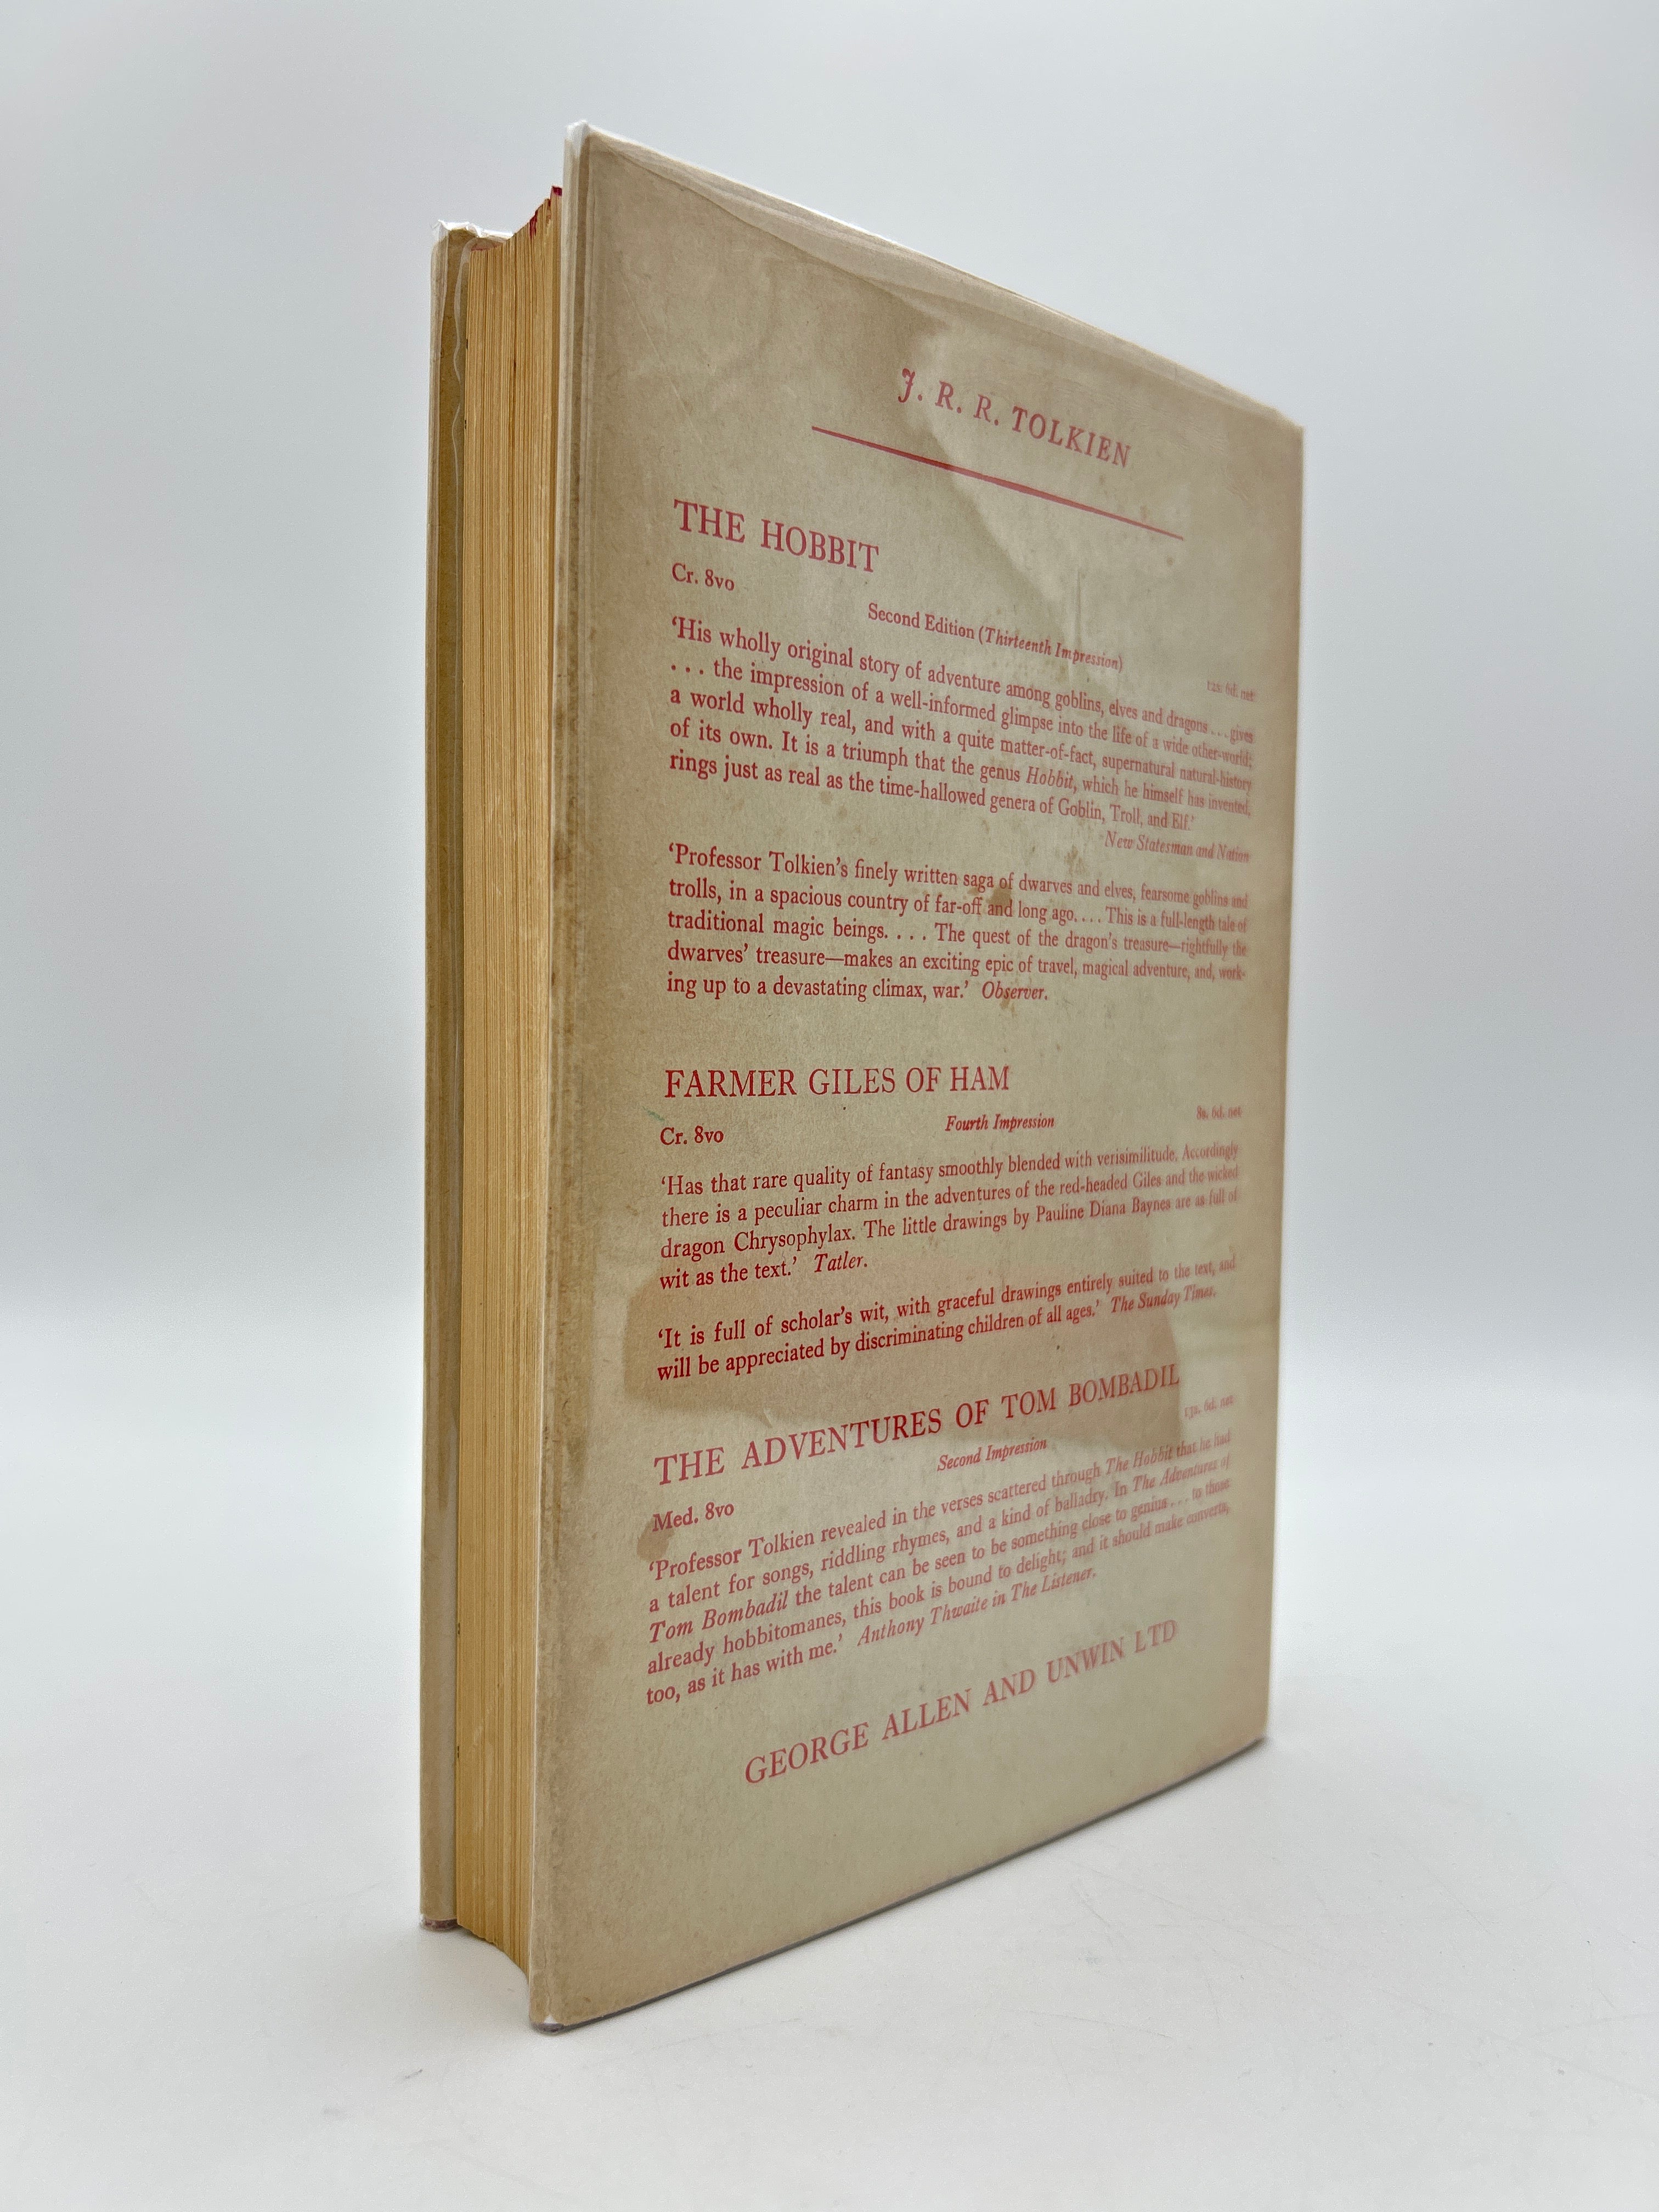 J. R. R. TOLKIEN
THE HOBBIT
Cr. 8vo
Second Edition (Thirteenth Impression)
12s. 6d. net
‘His wholly original story of adventure among goblins, elves and dragons . . . gives
. . . the impression of a well-informed glimpse into the life of a wide other-world;
a world wholly real, and with a quite matter-of-fact, supernatural natural-history
of its own. It is a triumph that the genus Hobbit, which he himself has invented,
rings just as real as the time-hallowed genera of Goblin, Troll, and Elf.’
New Statesman and Nation
‘Professor Tolkien’s finely written saga of dwarves and elves, fearsome goblins and
trolls, in a spacious country of far-off and long ago. . . . This is a full-length tale of
traditional magic beings. . . . The quest of the dragon’s treasure—rightfully the
dwarves’ treasure—makes an exciting epic of travel, magical adventure, and, work-
ing up to a devastating climax, war.’ Observer.
FARMER GILES OF HAM
Cr. 8vo
Fourth Impression
8s. 6d. net
‘Has that rare quality of fantasy smoothly blended with verisimilitude. Accordingly
there is a peculiar charm in the adventures of the red-headed Giles and the wicked
dragon Chrysophylax. The little drawings by Pauline Diana Baynes are as full of
wit as the text.’ Tatler.
‘It is full of scholar’s wit, with graceful drawings entirely suited to the text, and
will be appreciated by discriminating children of all ages.’ The Sunday Times.
THE ADVENTURES OF TOM BOMBADIL
Med. 8vo
Second Impression
13s. 6d. net
‘Professor Tolkien revealed in the verses scattered through The Hobbit that he had
a talent for songs, riddling rhymes, and a kind of balladry. In The Adventures of
Tom Bombadil the talent can be seen to be something close to genius . . . to those
already hobbitomanes, this book is bound to delight; and it should make converts,
too, as it has with me.’ Anthony Thwaite in The Listener.
GEORGE ALLEN AND UNWIN LTD